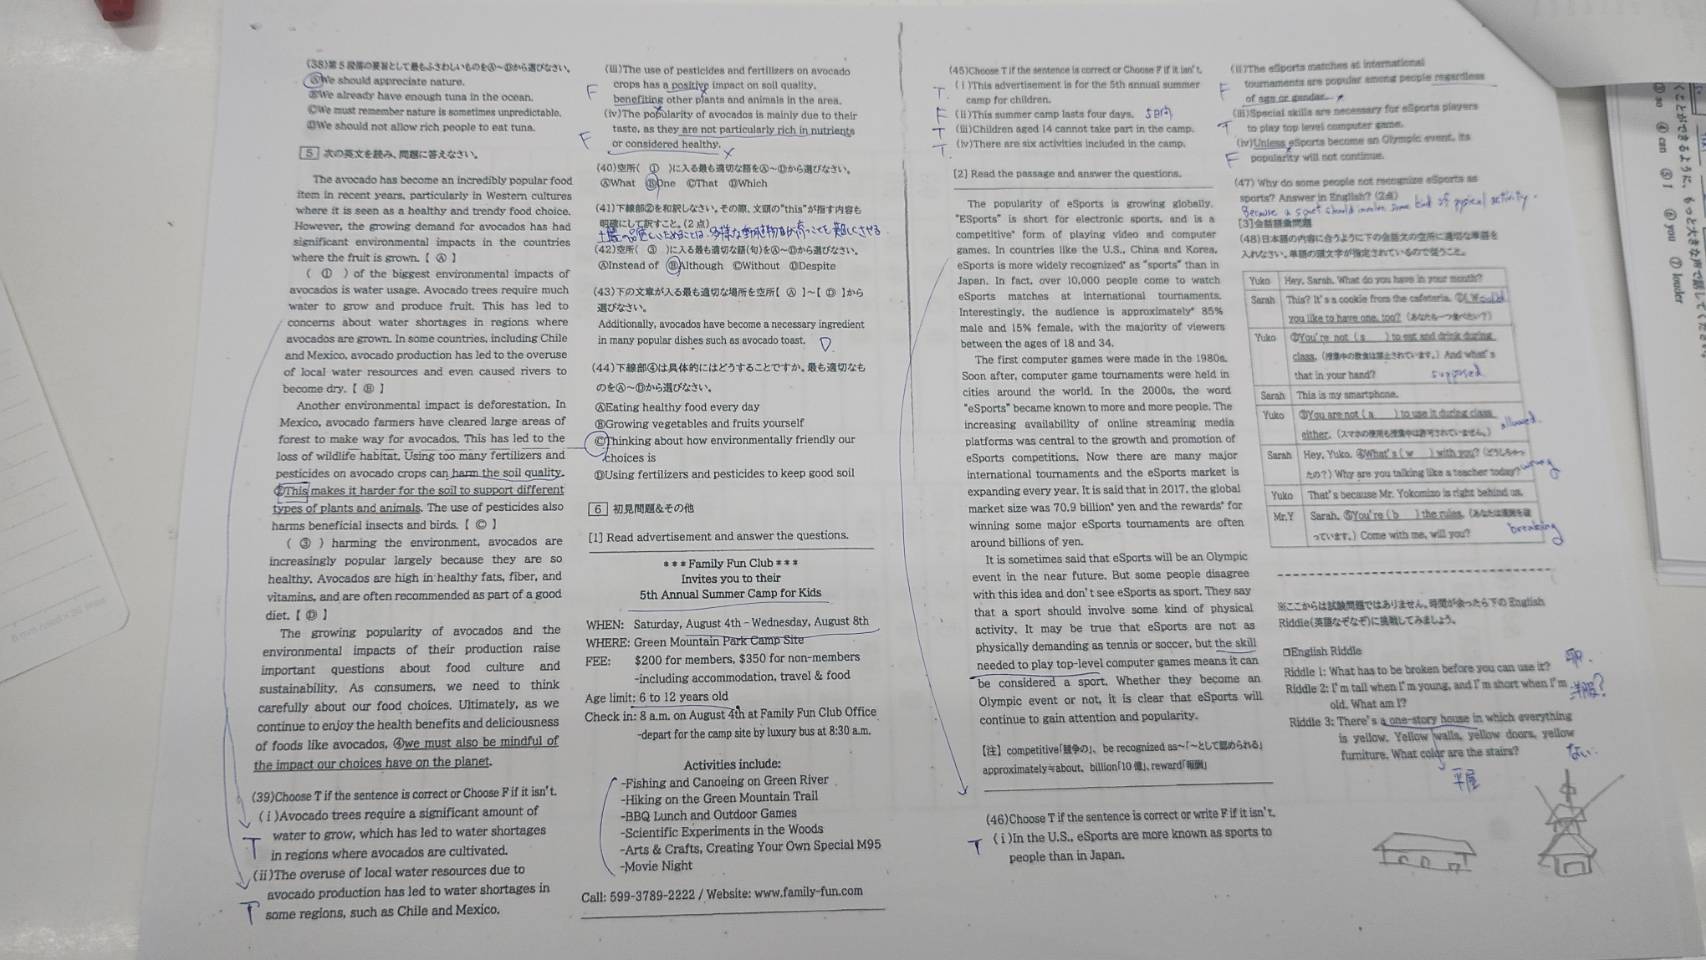 (38)第5段落の要旨として最もふさわしいものをⒶ～Ⓓから選びなさい。
ⒶWe should appreciate nature.
ⒷWe already have enough tuna in the ocean.
ⒸWe must remember nature is sometimes unpredictable.
ⒹWe should not allow rich people to eat tuna.
5 次の英文を読み、問題に答えなさい。
The avocado has become an incredibly popular food
item in recent years, particularly in Western cultures
where it is seen as a healthy and trendy food choice.
However, the growing demand for avocados has had
significant environmental impacts in the countries
where the fruit is grown.【 Ⓐ 】
( ① ) of the biggest environmental impacts of
avocados is water usage. Avocado trees require much
water to grow and produce fruit. This has led to
concerns about water shortages in regions where
avocados are grown. In some countries, including Chile
and Mexico, avocado production has led to the overuse
of local water resources and even caused rivers to
become dry.【 Ⓑ 】
Another environmental impact is deforestation. In
Mexico, avocado farmers have cleared large areas of
forest to make way for avocados. This has led to the
loss of wildlife habitat. Using too many fertilizers and
pesticides on avocado crops can harm the soil quality.
②This makes it harder for the soil to support different
types of plants and animals. The use of pesticides also
harms beneficial insects and birds.【 Ⓒ 】
( ③ ) harming the environment, avocados are
increasingly popular largely because they are so
healthy. Avocados are high in healthy fats, fiber, and
vitamins, and are often recommended as part of a good
diet.【 Ⓓ 】
The growing popularity of avocados and the
environmental impacts of their production raise
important questions about food culture and
sustainability. As consumers, we need to think
carefully about our food choices. Ultimately, as we
continue to enjoy the health benefits and deliciousness
of foods like avocados, ④we must also be mindful of
the impact our choices have on the planet.
(39)Choose T if the sentence is correct or Choose F if it isn't.
(ⅰ)Avocado trees require a significant amount of
T water to grow, which has led to water shortages
in regions where avocados are cultivated.
(ⅱ)The overuse of local water resources due to
avocado production has led to water shortages in
T some regions, such as Chile and Mexico.
(ⅲ)The use of pesticides and fertilizers on avocado
F crops has a positive impact on soil quality,
benefiting other plants and animals in the area.
(ⅳ)The popularity of avocados is mainly due to their
F taste, as they are not particularly rich in nutrients
or considered healthy.
(40)空所( ① )に入る最も適切な語をⒶ～Ⓓから選びなさい。
ⒶWhat ⒷOne ⒸThat ⒹWhich
(41)下線部②を和訳しなさい。その際、文頭の"this"が指す内容も
明確にして訳すこと。(2点)
(42)空所( ③ )に入る最も適切な語(句)をⒶ～Ⓓから選びなさい。
ⒶInstead of ⒷAlthough ⒸWithout ⒹDespite
(43)下の文章が入る最も適切な場所を空所【 Ⓐ 】～【 Ⓓ 】から
選びなさい。
Additionally, avocados have become a necessary ingredient
in many popular dishes such as avocado toast. D
(44)下線部④は具体的にはどうすることですか。最も適切なも
のをⒶ～Ⓓから選びなさい。
ⒶEating healthy food every day
ⒷGrowing vegetables and fruits yourself
ⒸThinking about how environmentally friendly our
choices is
ⒹUsing fertilizers and pesticides to keep good soil
6 初見問題&その他
[1] Read advertisement and answer the questions.
* * * Family Fun Club * * *
Invites you to their
5th Annual Summer Camp for Kids
WHEN: Saturday, August 4th - Wednesday, August 8th
WHERE: Green Mountain Park Camp Site
FEE: $200 for members, $350 for non-members
-including accommodation, travel & food
Age limit: 6 to 12 years old
Check in: 8 a.m. on August 4th at Family Fun Club Office
-depart for the camp site by luxury bus at 8:30 a.m.
Activities include:
-Fishing and Canoeing on Green River
-Hiking on the Green Mountain Trail
-BBQ Lunch and Outdoor Games
-Scientific Experiments in the Woods
-Arts & Crafts, Creating Your Own Special M95
-Movie Night
Call: 599-3789-2222 / Website: www.family-fun.com
(45)Choose T if the sentence is correct or Choose F if it isn't.
T (ⅰ)This advertisement is for the 5th annual summer
camp for children.
F (ⅱ)This summer camp lasts four days. 5日間
T (ⅲ)Children aged 14 cannot take part in the camp.
T (ⅳ)There are six activities included in the camp.
[2] Read the passage and answer the questions.
The popularity of eSports is growing globally.
"ESports" is short for electronic sports, and is a
competitive* form of playing video and computer
games. In countries like the U.S., China and Korea,
eSports is more widely recognized* as "sports" than in
Japan. In fact, over 10,000 people come to watch
eSports matches at international tournaments.
Interestingly, the audience is approximately* 85%
male and 15% female, with the majority of viewers
between the ages of 18 and 34.
The first computer games were made in the 1980s.
Soon after, computer game tournaments were held in
cities around the world. In the 2000s, the word
"eSports" became known to more and more people. The
increasing availability of online streaming media
platforms was central to the growth and promotion of
eSports competitions. Now there are many major
international tournaments and the eSports market is
expanding every year. It is said that in 2017, the global
market size was 70.9 billion* yen and the rewards* for
winning some major eSports tournaments are often
around billions of yen.
It is sometimes said that eSports will be an Olympic
event in the near future. But some people disagree
with this idea and don't see eSports as sport. They say
that a sport should involve some kind of physical
activity. It may be true that eSports are not as
physically demanding as tennis or soccer, but the skill
needed to play top-level computer games means it can
be considered a sport. Whether they become an
Olympic event or not, it is clear that eSports will
continue to gain attention and popularity.
【注】competitive「競争の」、be recognized as~「～として認められる」
approximately≒about、billion「10億」、reward「報酬」
(46)Choose T if the sentence is correct or write F if it isn't.
T (ⅰ)In the U.S., eSports are more known as sports to
people than in Japan.
(ⅱ)The eSports matches at international
tournaments are popular among people regardless
F of age or gender.
(ⅲ)Special skills are necessary for eSports players
T to play top level computer game.
(ⅳ)Unless eSports become an Olympic event, its
F popularity will not continue.
(47) Why do some people not recognize eSports as
sports? Answer in English? (2点)
Because a sport should involve some kind of pysical activity.
[3]会話語彙問題
(48)日本語の内容に合うように下の会話文の空所に適切な単語を
入れなさい。単語の頭文字が指定されているので従うこと。
Yuko Hey, Sarah. What do you have in your mouth?
Sarah This? It's a cookie from the cafeteria. ①( Would
you like to have one, too?（あなたも一つ食べたい？）
Yuko ②You're not ( s ) to eat and drink during
class.（授業中の飲食は禁止されています。）And what's
that in your hand? supposed
Sarah This is my smartphone.
Yuko ③You are not ( a ) to use it during class
either.（スマホの使用も授業中は許可されていません。） allowed
Sarah Hey, Yuko. ④What's ( w ) with you?（どうしちゃっ
たの？）Why are you talking like a teacher today? wrong
Yuko That's because Mr. Yokomizo is right behind us.
Mr.Y Sarah. ⑤You're ( b ) the rules.（あなたは規則を破
っています。）Come with me, will you? breaking
※ここからは試験問題ではありません。時間が余ったら下の English
Riddle(英語なぞなぞ)に挑戦してみましょう。
❏English Riddle
Riddle 1: What has to be broken before you can use it? 卵.
Riddle 2: I'm tall when I'm young, and I'm short when I'm
old. What am I?
Riddle 3: There's a one-story house in which everything
is yellow. Yellow walls, yellow doors, yellow
furniture. What color are the stairs? ない.
平屋